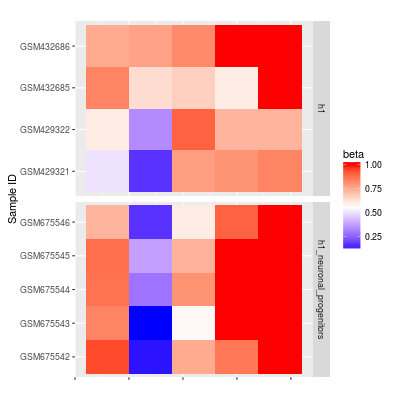 GSM432686
GSM432685
GSM429322
GSM429321
h1
GSM675546
GSM675545
GSM675544
GSM675543
GSM675542
h1_neuronal_progenitors
Sample ID
beta
1.00
0.75
0.50
0.25